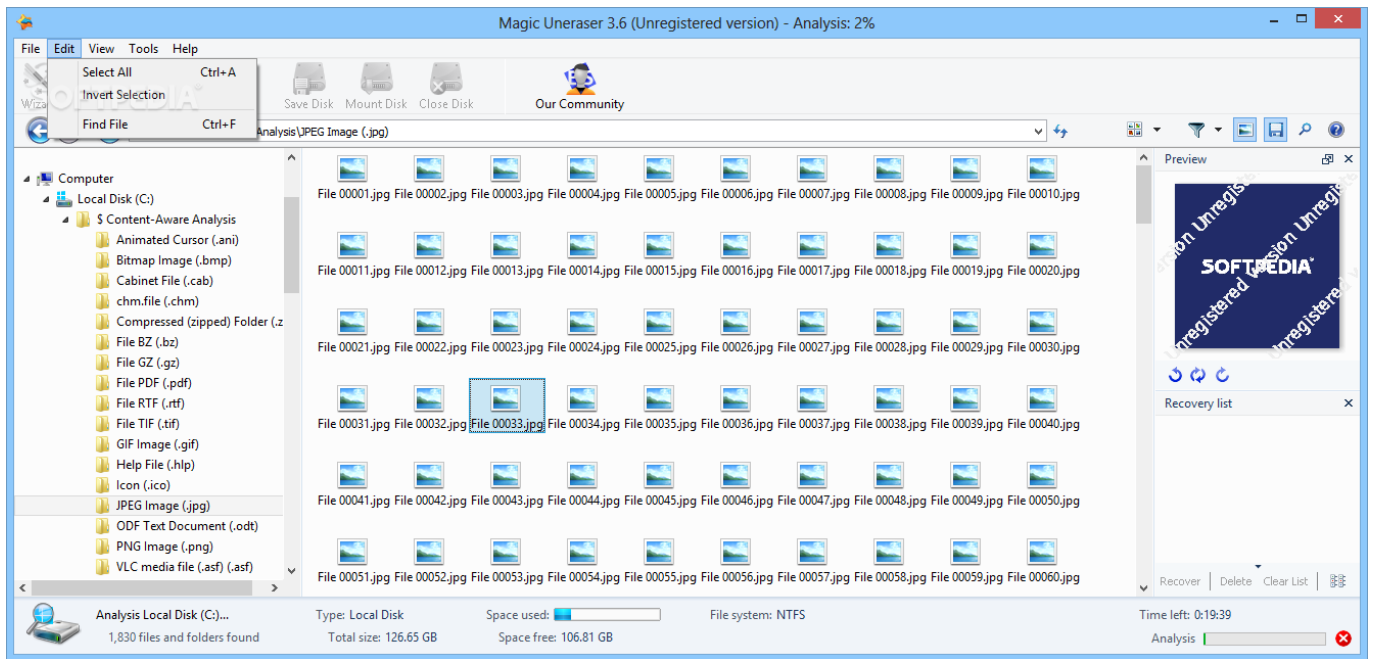 Magic Uneraser 3.6 (Unregistered version) - Analysis: 2%
File Edit View Tools Help
Select All Ctrl+A
Invert Selection
Find File Ctrl+F
SOFTPEDIA
Save Disk Mount Disk Close Disk Our Community
Analysis\JPEG Image (.jpg)
Computer
Local Disk (C:)
$ Content-Aware Analysis
Animated Cursor (.ani)
Bitmap Image (.bmp)
Cabinet File (.cab)
chm.file (.chm)
Compressed (zipped) Folder (.z
File BZ (.bz)
File GZ (.gz)
File PDF (.pdf)
File RTF (.rtf)
File TIF (.tif)
GIF Image (.gif)
Help File (.hlp)
Icon (.ico)
JPEG Image (.jpg)
ODF Text Document (.odt)
PNG Image (.png)
VLC media file (.asf) (.asf)
File 00001.jpg File 00002.jpg File 00003.jpg File 00004.jpg File 00005.jpg File 00006.jpg File 00007.jpg File 00008.jpg File 00009.jpg File 00010.jpg
File 00011.jpg File 00012.jpg File 00013.jpg File 00014.jpg File 00015.jpg File 00016.jpg File 00017.jpg File 00018.jpg File 00019.jpg File 00020.jpg
File 00021.jpg File 00022.jpg File 00023.jpg File 00024.jpg File 00025.jpg File 00026.jpg File 00027.jpg File 00028.jpg File 00029.jpg File 00030.jpg
File 00031.jpg File 00032.jpg File 00033.jpg File 00034.jpg File 00035.jpg File 00036.jpg File 00037.jpg File 00038.jpg File 00039.jpg File 00040.jpg
File 00041.jpg File 00042.jpg File 00043.jpg File 00044.jpg File 00045.jpg File 00046.jpg File 00047.jpg File 00048.jpg File 00049.jpg File 00050.jpg
File 00051.jpg File 00052.jpg File 00053.jpg File 00054.jpg File 00055.jpg File 00056.jpg File 00057.jpg File 00058.jpg File 00059.jpg File 00060.jpg
Preview
SOFTPEDIA
Unregistered version Unregistered
Recovery list
Recover Delete Clear List
Analysis Local Disk (C:)... Type: Local Disk Space used: File system: NTFS Time left: 0:19:39
1,830 files and folders found Total size: 126.65 GB Space free: 106.81 GB Analysis